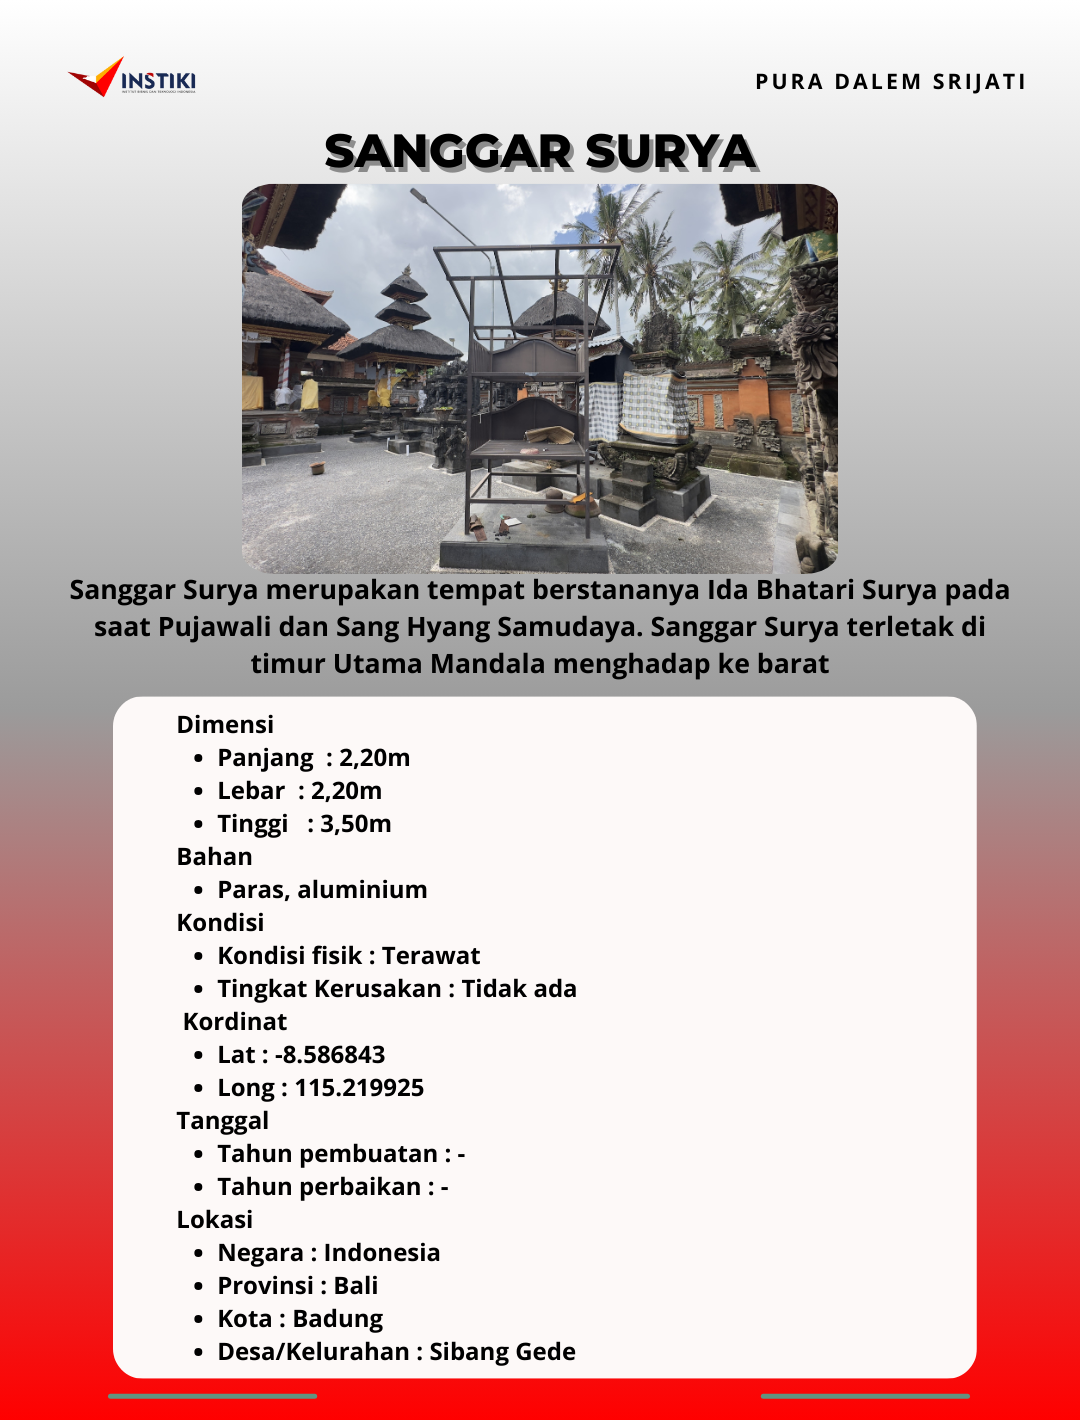 INSTIKI
PURA DALEM SRIJATI
SANGGAR SURYA
Sanggar Surya merupakan tempat berstananya Ida Bhatari Surya pada
saat Pujawali dan Sang Hyang Samudaya. Sanggar Surya terletak di
timur Utama Mandala menghadap ke barat
Dimensi
• Panjang : 2,20m
• Lebar : 2,20m
• Tinggi : 3,50m
Bahan
• Paras, aluminium
Kondisi
• Kondisi fisik : Terawat
• Tingkat Kerusakan : Tidak ada
Kordinat
• Lat : -8.586843
• Long : 115.219925
Tanggal
• Tahun pembuatan : -
• Tahun perbaikan : -
Lokasi
• Negara : Indonesia
• Provinsi : Bali
• Kota : Badung
• Desa/Kelurahan : Sibang Gede